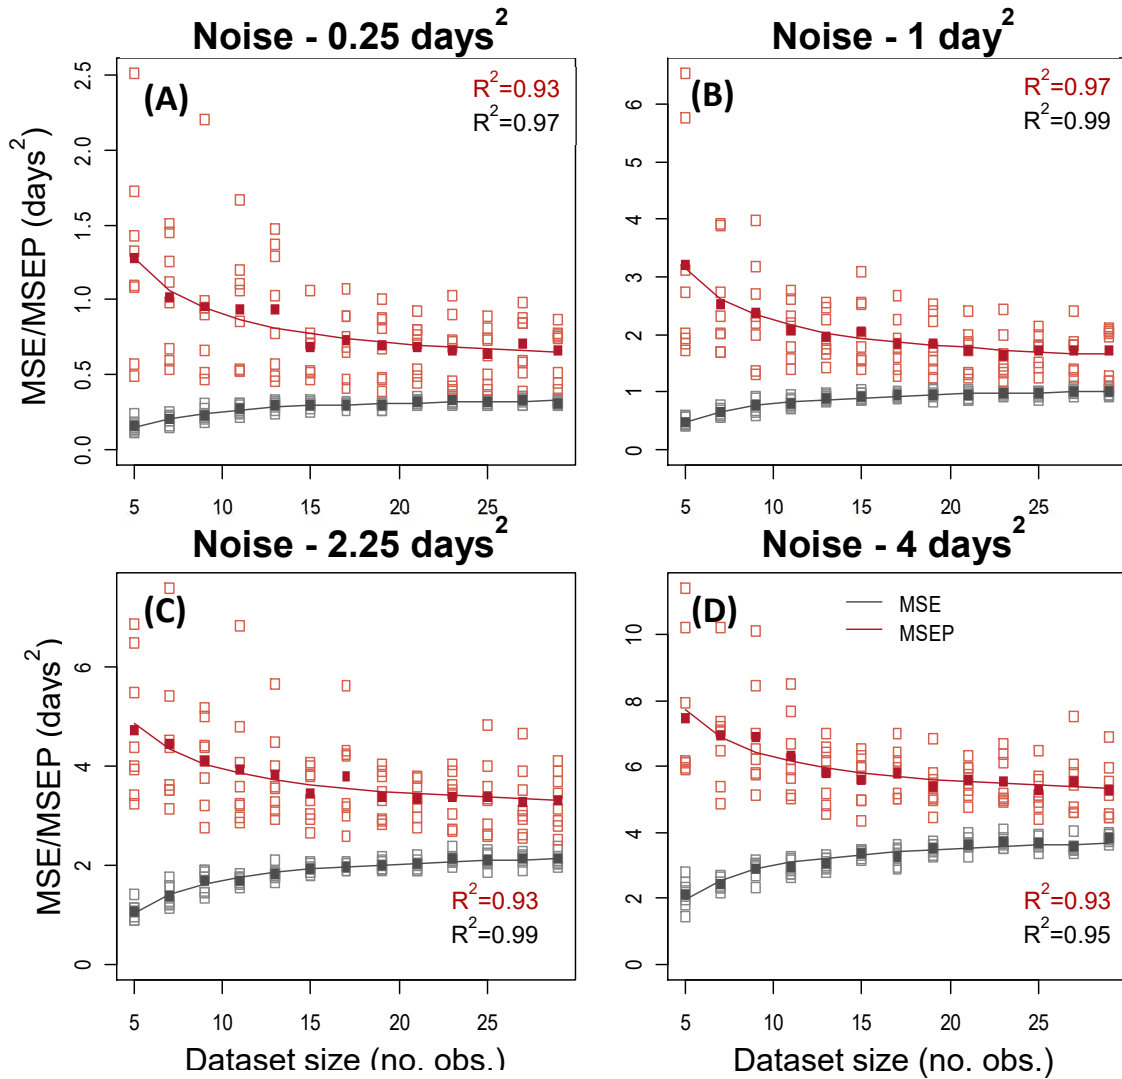 Noise - 0.25 days²
Noise - 1 day²
MSE/MSEP (days²)
(A)
R²=0.93
R²=0.97
0.0
0.5
1.0
1.5
2.0
2.5
5
10
15
20
25
(B)
R²=0.97
R²=0.99
0
1
2
3
4
5
6
5
10
15
20
25
Noise - 2.25 days²
Noise - 4 days²
MSE/MSEP (days²)
(C)
R²=0.93
R²=0.99
0
2
4
6
5
10
15
20
25
Dataset size (no. obs.)
(D)
MSE
MSEP
R²=0.93
R²=0.95
0
2
4
6
8
10
5
10
15
20
25
Dataset size (no. obs.)